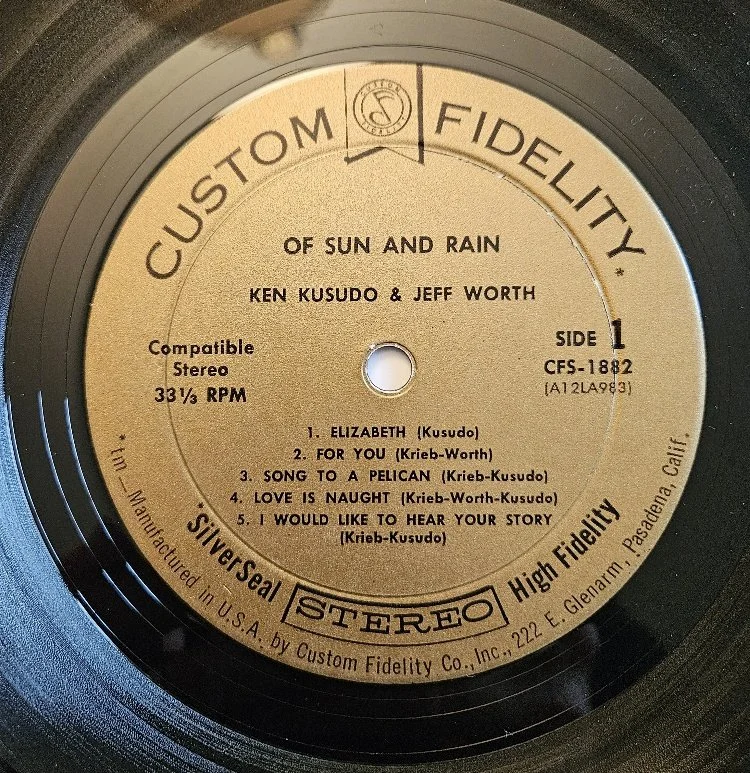 CUSTOM FIDELITY*
CUSTOM FIDELITY
OF SUN AND RAIN
KEN KUSUDO & JEFF WORTH
Compatible
Stereo
33⅓ RPM
SIDE 1
CFS-1882
(A12LA983)
1. ELIZABETH (Kusudo)
2. FOR YOU (Krieb-Worth)
3. SONG TO A PELICAN (Krieb-Kusudo)
4. LOVE IS NAUGHT (Krieb-Worth-Kusudo)
5. I WOULD LIKE TO HEAR YOUR STORY
(Krieb-Kusudo)
*SilverSeal STEREO High Fidelity
*tm—Manufactured in U.S.A. by Custom Fidelity Co., Inc., 222 E. Glenarm, Pasadena, Calif.